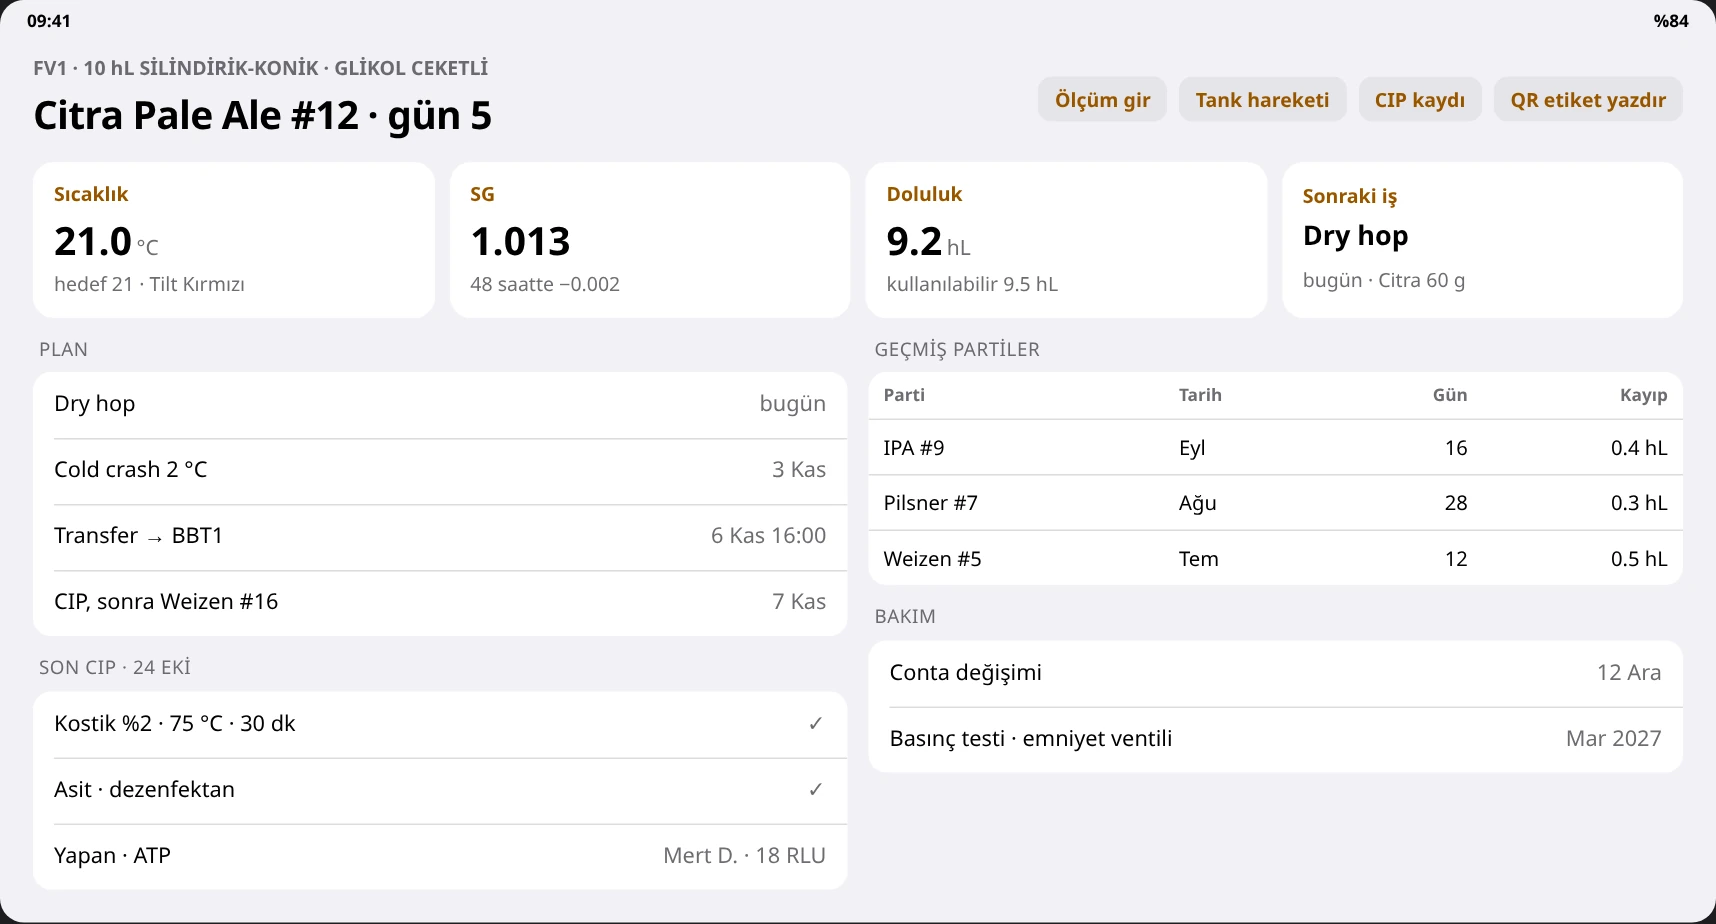 09:41
%84
FV1 · 10 hL SİLİNDİRİK-KONİK · GLİKOL CEKETLİ
Citra Pale Ale #12 · gün 5
Ölçüm gir
Tank hareketi
CIP kaydı
QR etiket yazdır
Sıcaklık
21.0 °C
hedef 21 · Tilt Kırmızı
SG
1.013
48 saatte −0.002
Doluluk
9.2 hL
kullanılabilir 9.5 hL
Sonraki iş
Dry hop
bugün · Citra 60 g
PLAN
Dry hop bugün
Cold crash 2 °C 3 Kas
Transfer → BBT1 6 Kas 16:00
CIP, sonra Weizen #16 7 Kas
SON CIP · 24 EKİ
Kostik %2 · 75 °C · 30 dk ✓
Asit · dezenfektan ✓
Yapan · ATP Mert D. · 18 RLU
GEÇMİŞ PARTİLER
Parti Tarih Gün Kayıp
IPA #9 Eyl 16 0.4 hL
Pilsner #7 Ağu 28 0.3 hL
Weizen #5 Tem 12 0.5 hL
BAKIM
Conta değişimi 12 Ara
Basınç testi · emniyet ventili Mar 2027